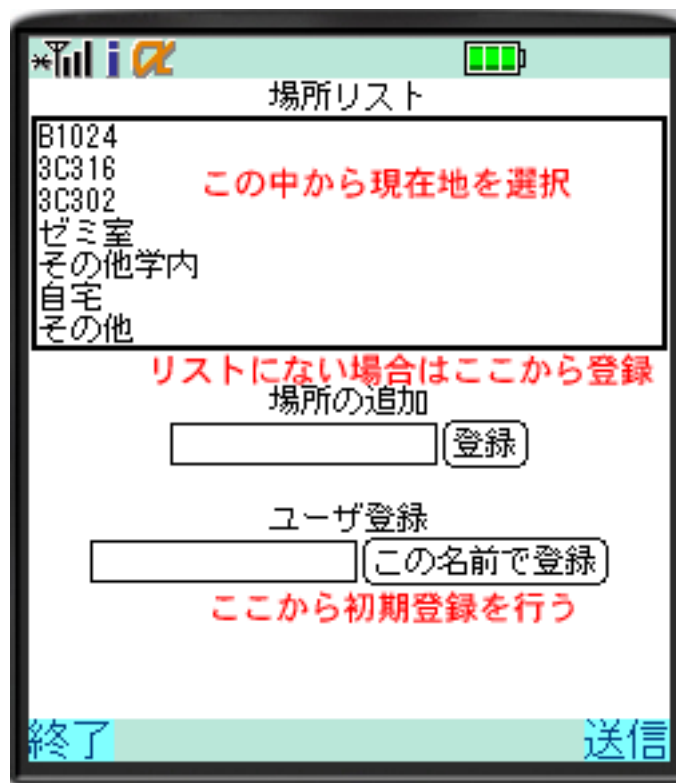 i α
場所リスト
B1024
3C316
3C302
ゼミ室
その他学内
自宅
その他
この中から現在地を選択
リストにない場合はここから登録
場所の追加
登録
ユーザ登録
この名前で登録
ここから初期登録を行う
終了 送信